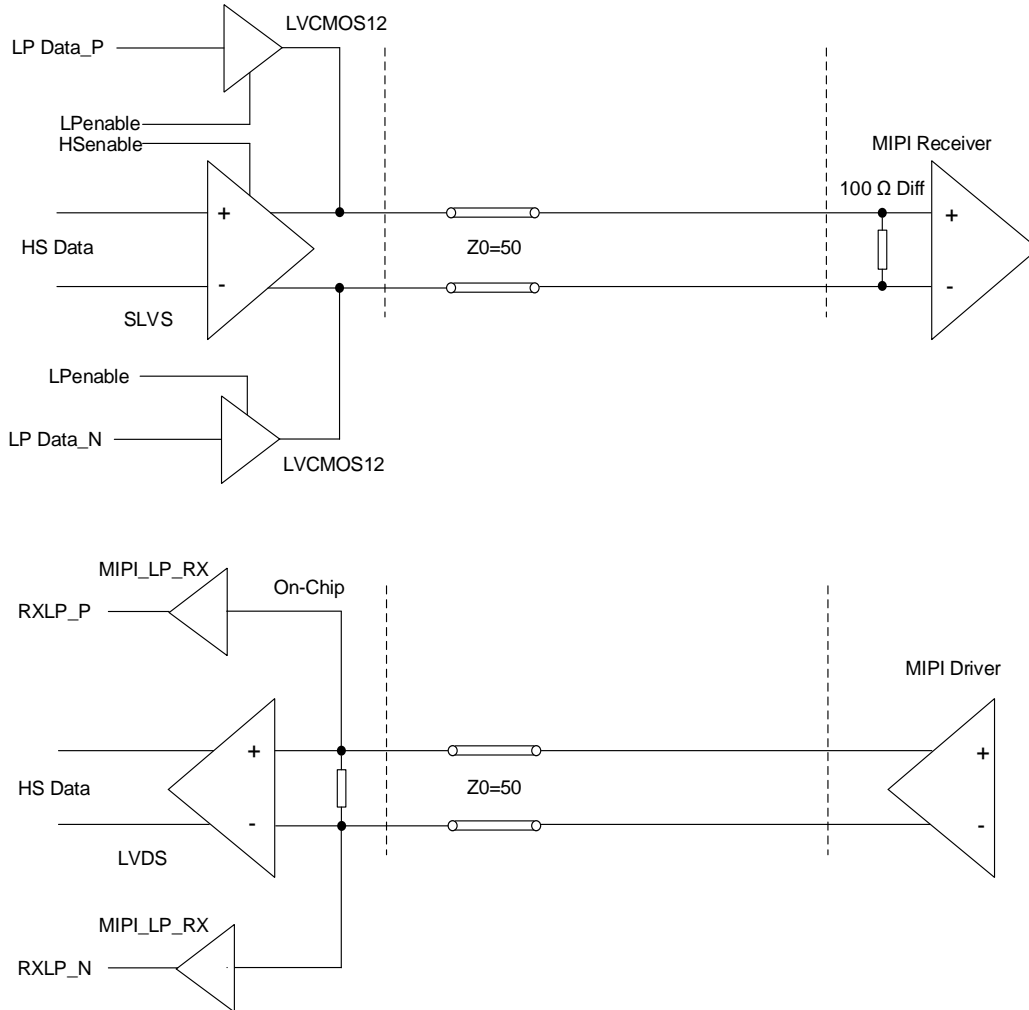 LVCMOS12
LP Data_P
LPenable
HSenable
MIPI Receiver
100 Ω Diff
+
+
HS Data
Z0=50
-
-
SLVS
LPenable
LP Data_N
LVCMOS12
MIPI_LP_RX
On-Chip
RXLP_P
MIPI Driver
+
+
HS Data
Z0=50
-
-
LVDS
MIPI_LP_RX
RXLP_N